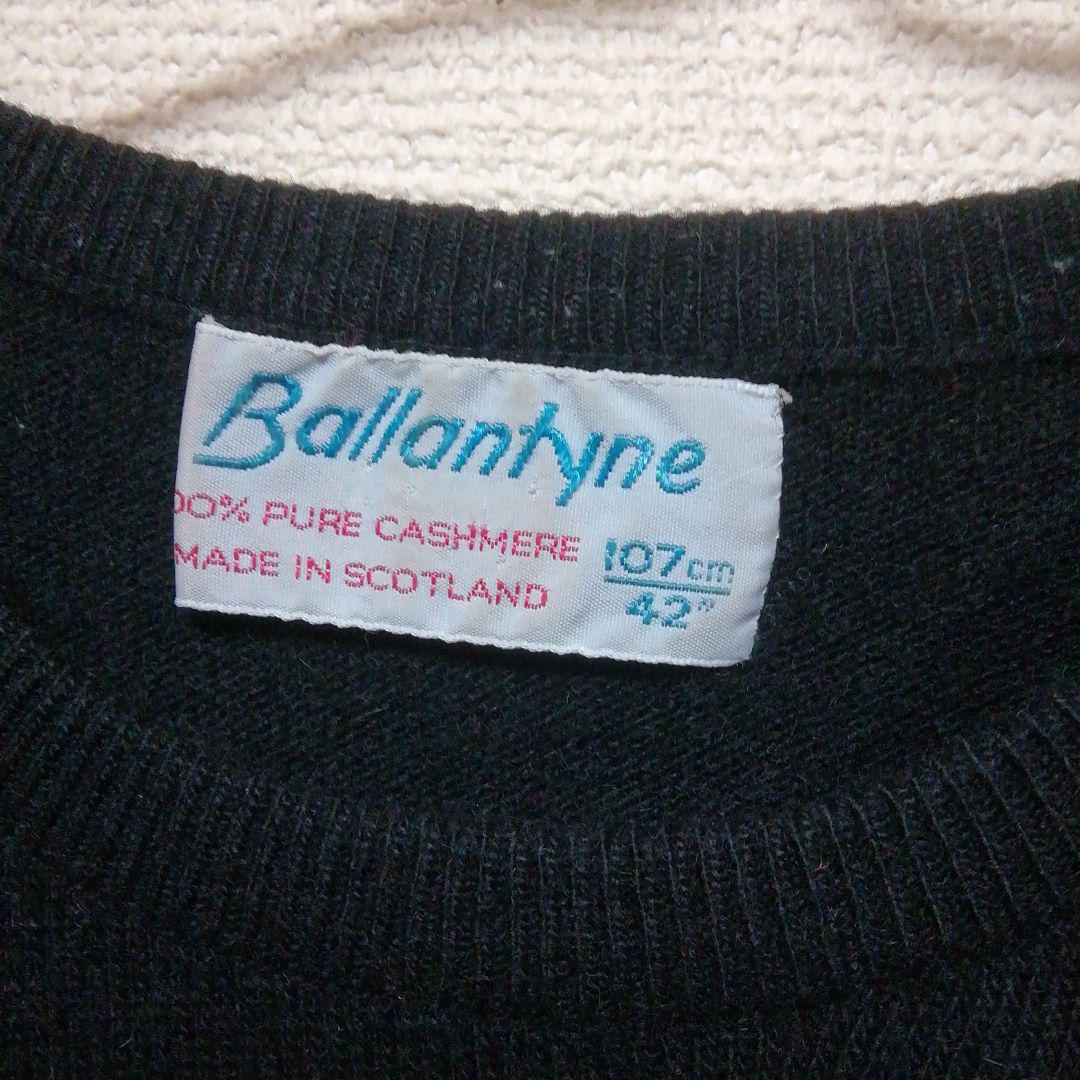 Ballantyne
00% PURE CASHMERE
MADE IN SCOTLAND
107cm
42"